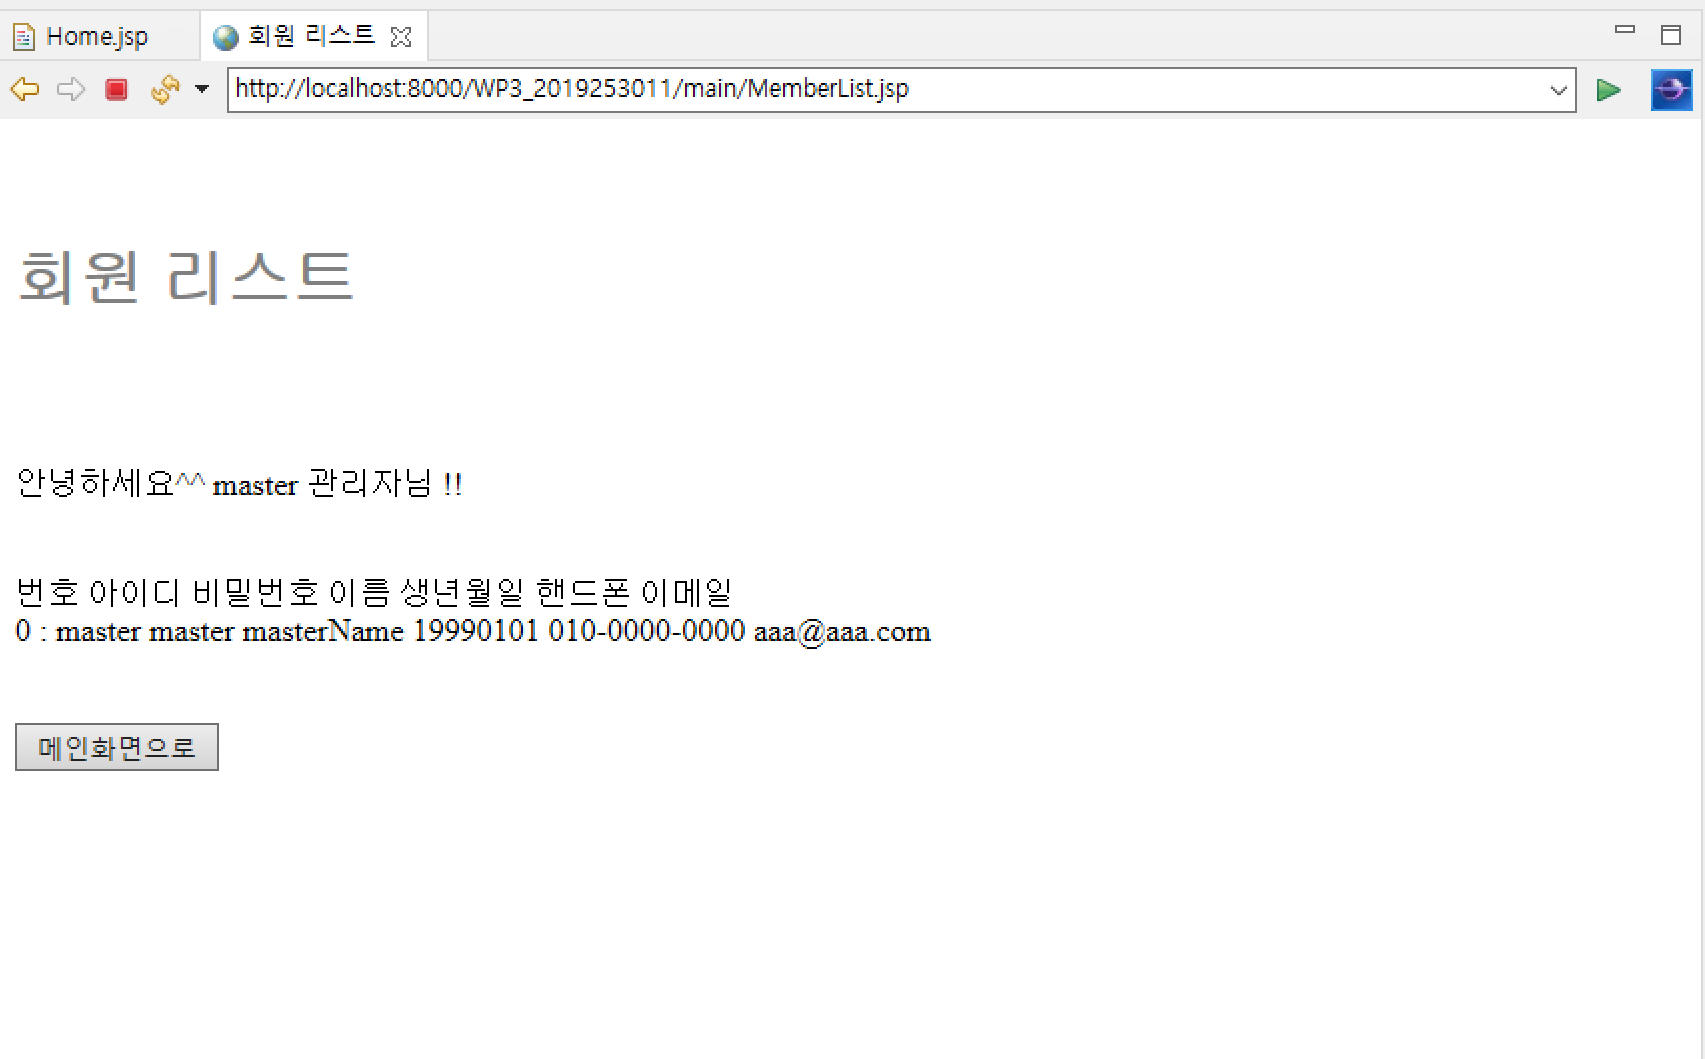 Home.jsp 회원 리스트
http://localhost:8000/WP3_2019253011/main/MemberList.jsp
회원 리스트
안녕하세요^^ master 관리자님 !!
번호 아이디 비밀번호 이름 생년월일 핸드폰 이메일
0 : master master masterName 19990101 010-0000-0000 aaa@aaa.com
메인화면으로